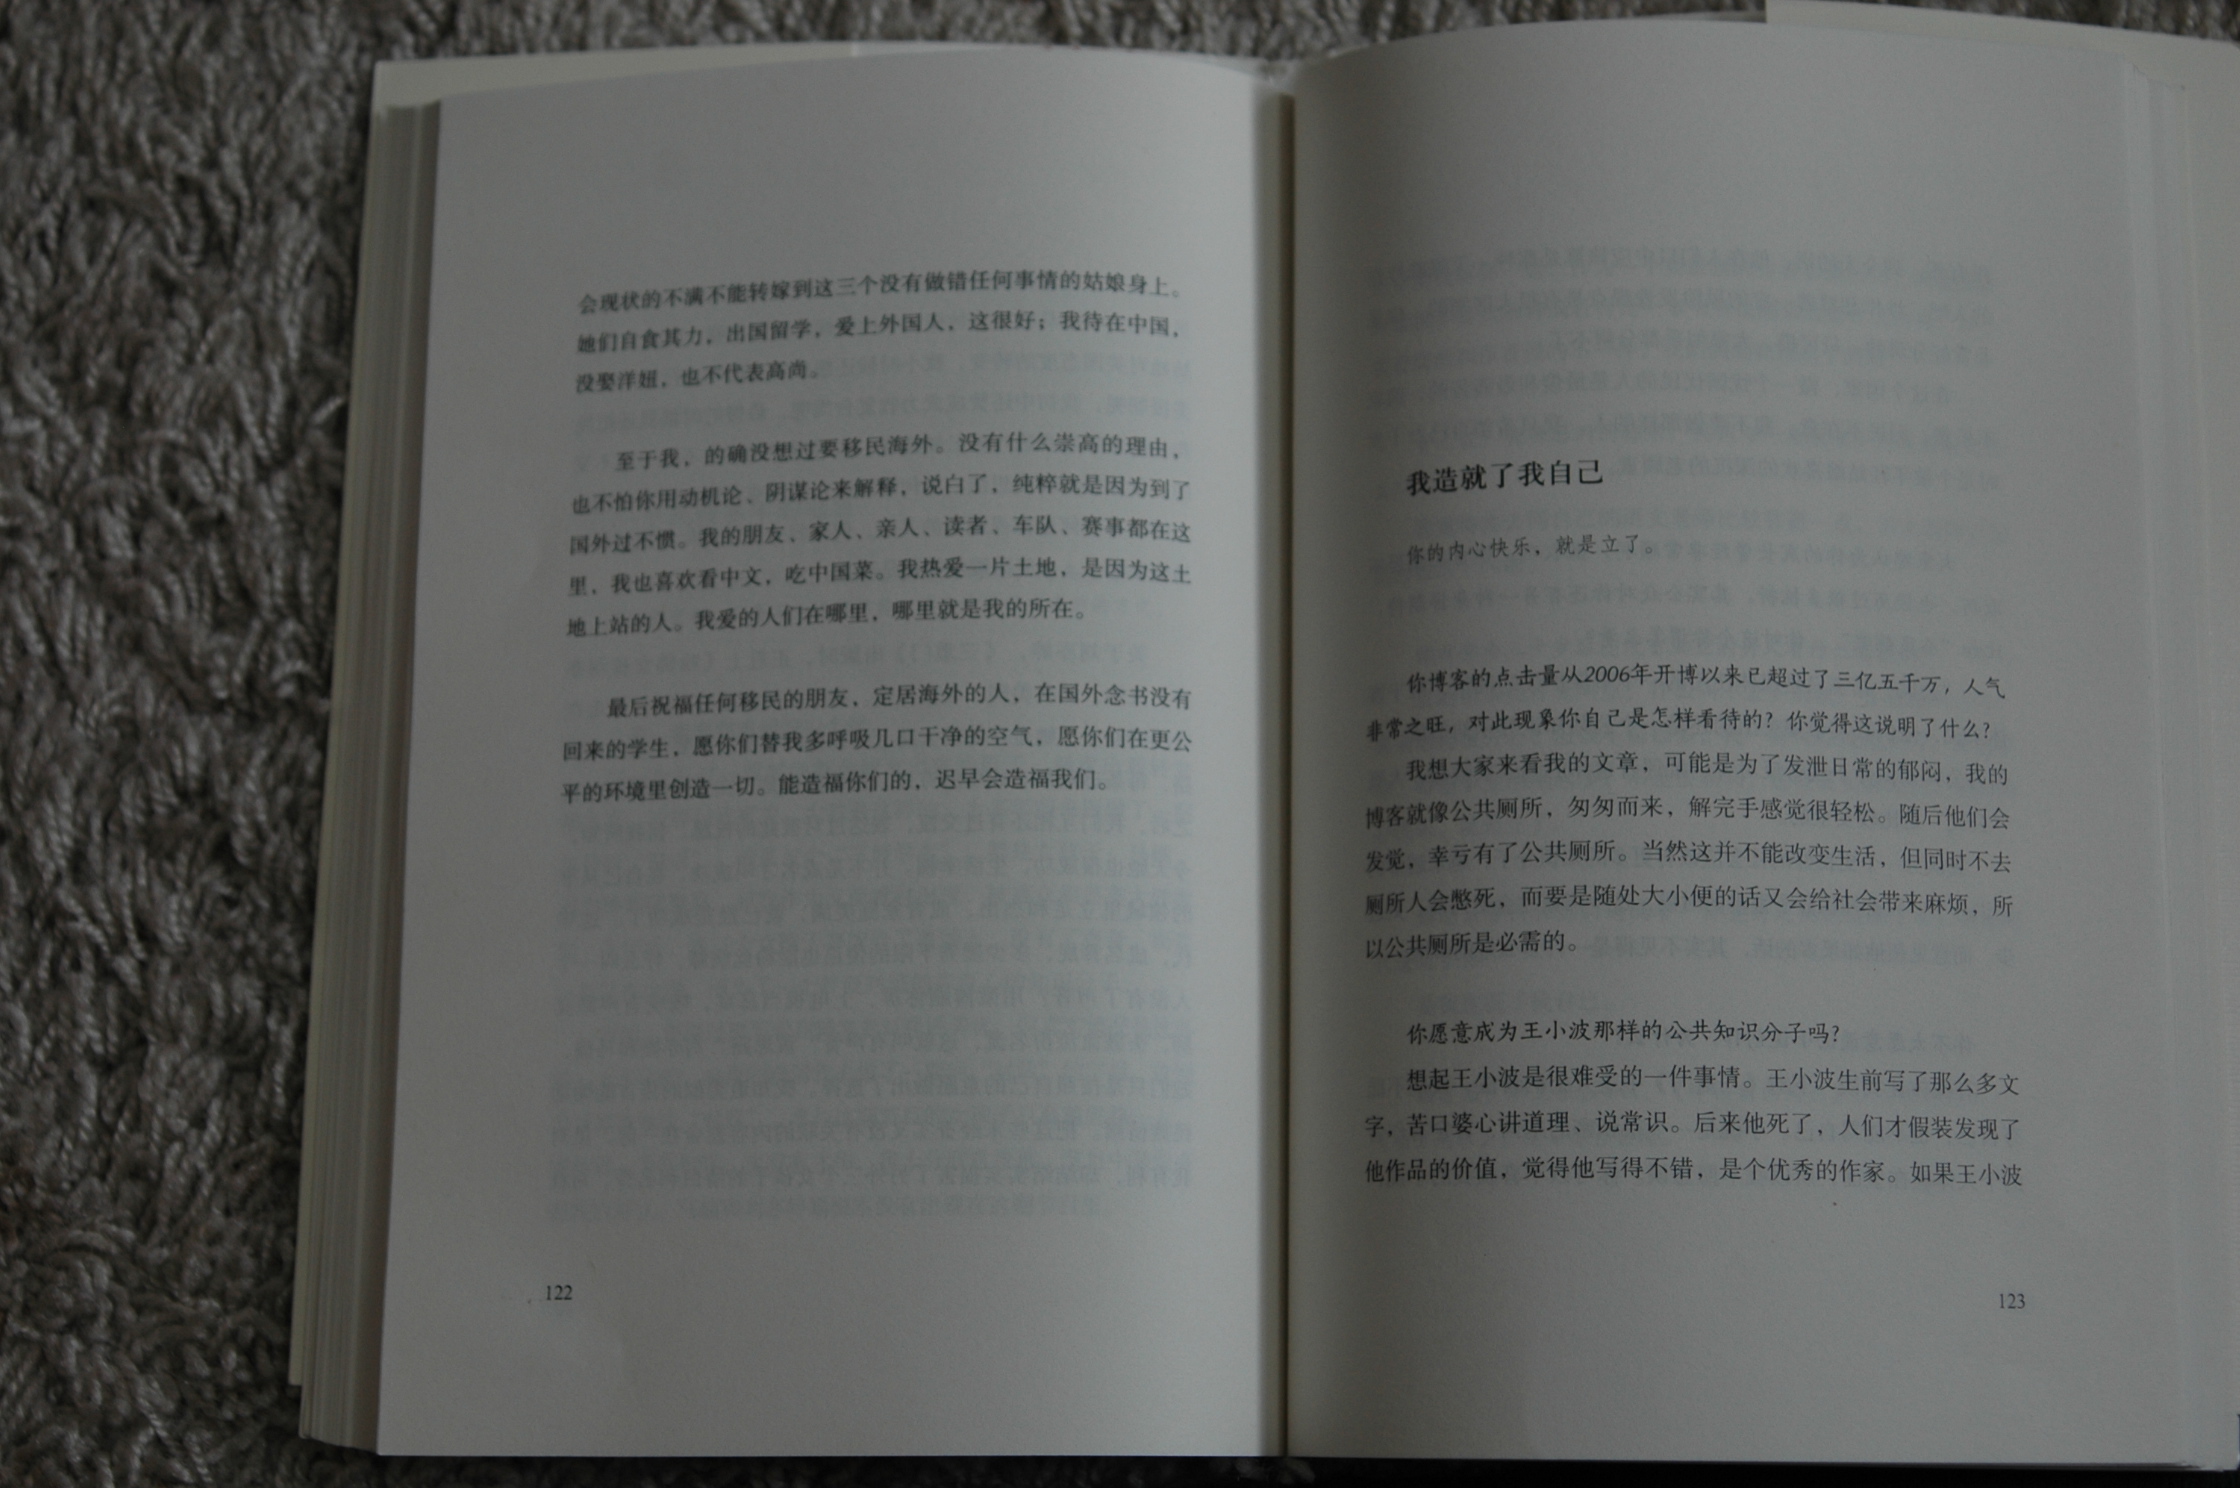 会现状的不满不能转嫁到这三个没有做错任何事情的姑娘身上。
她们自食其力，出国留学，爱上外国人，这很好；我待在中国，
没娶洋妞，也不代表高尚。
至于我，的确没想过要移民海外。没有什么崇高的理由，
也不怕你用动机论、阴谋论来解释，说白了，纯粹就是因为到了
国外过不惯。我的朋友、家人、亲人、读者、车队、赛事都在这
里，我也喜欢看中文，吃中国菜。我热爱一片土地，是因为这土
地上站的人。我爱的人们在哪里，哪里就是我的所在。
最后祝福任何移民的朋友，定居海外的人，在国外念书没有
回来的学生，愿你们替我多呼吸几口干净的空气，愿你们在更公
平的环境里创造一切。能造福你们的，迟早会造福我们。
122
我造就了我自己
你的内心快乐，就是立了。
你博客的点击量从2006年开博以来已超过了三亿五千万，人气
非常之旺，对此现象你自己是怎样看待的？你觉得这说明了什么？
我想大家来看我的文章，可能是为了发泄日常的郁闷，我的
博客就像公共厕所，匆匆而来，解完手感觉很轻松。随后他们会
发觉，幸亏有了公共厕所。当然这并不能改变生活，但同时不去
厕所人会憋死，而要是随处大小便的话又会给社会带来麻烦，所
以公共厕所是必需的。
你愿意成为王小波那样的公共知识分子吗？
想起王小波是很难受的一件事情。王小波生前写了那么多文
字，苦口婆心讲道理、说常识。后来他死了，人们才假装发现了
他作品的价值，觉得他写得不错，是个优秀的作家。如果王小波
123